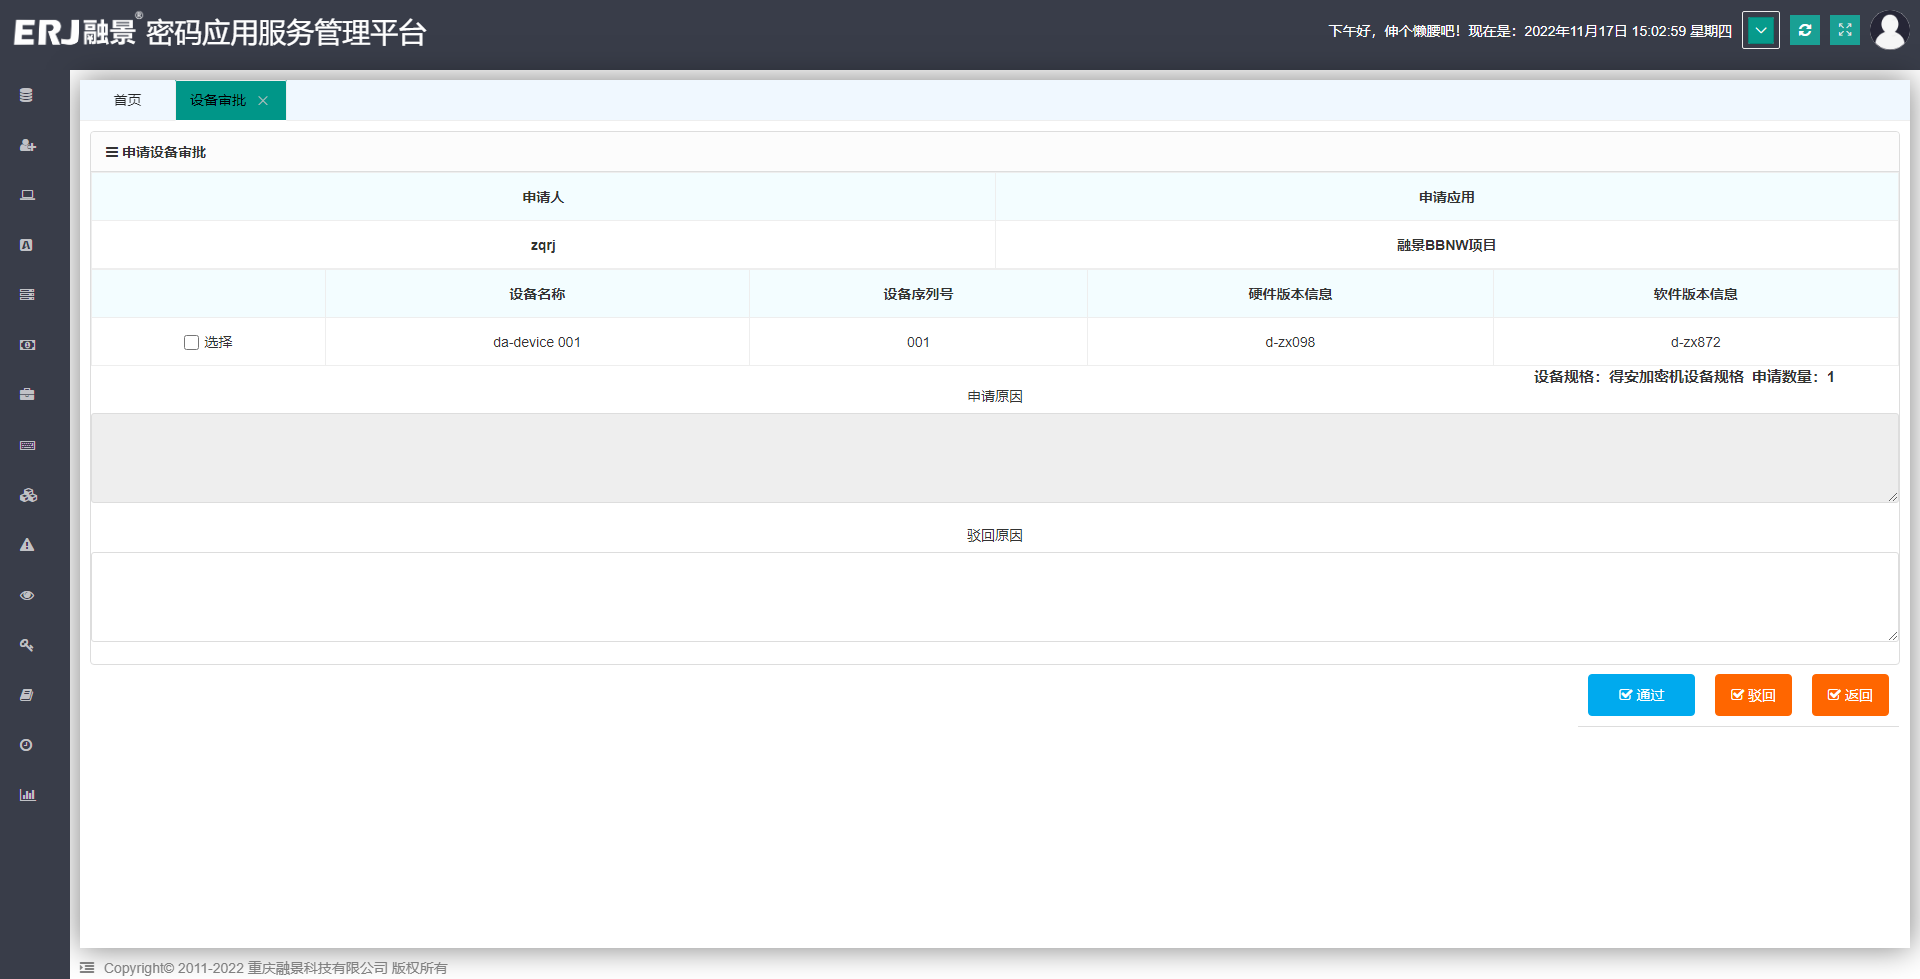 ERJ融景® 密码应用服务管理平台
下午好，伸个懒腰吧！现在是：2022年11月17日 15:02:59 星期四
首页 设备审批
申请设备审批
申请人 申请应用
zqrj 融景BBNW项目
设备名称 设备序列号 硬件版本信息 软件版本信息
选择 da-device 001 001 d-zx098 d-zx872
设备规格：得安加密机设备规格 申请数量：1
申请原因
驳回原因
通过 驳回 返回
Copyright© 2011-2022 重庆融景科技有限公司 版权所有